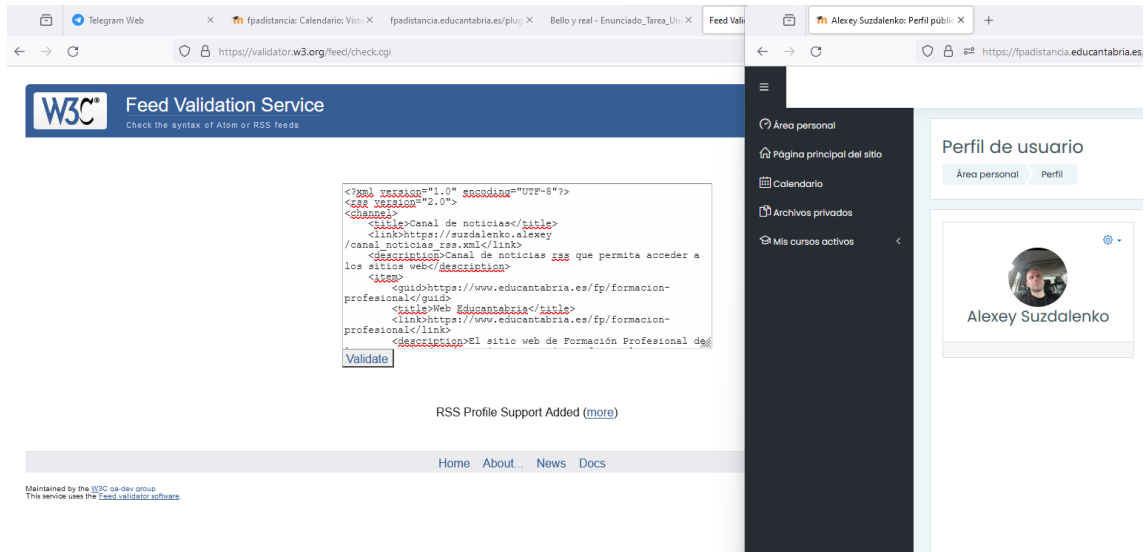 Telegram Web
fpadistancia: Calendario: Vist
fpadistancia.educantabria.es/plug
Bello y real - Enunciado_Tarea_Uni
Feed Vali
https://validator.w3.org/feed/check.cgi
W3C®
Feed Validation Service
Check the syntax of Atom or RSS feeds
<?xml version="1.0" encoding="UTF-8"?>
<rss version="2.0">
<channel>
<title>Canal de noticias</title>
<link>https://suzdalenko.alexey
/canal_noticias_rss.xml</link>
<description>Canal de noticias rss que permita acceder a
los sitios web</description>
<item>
<guid>https://www.educantabria.es/fp/formacion-
profesional</guid>
<title>Web Educantabria</title>
<link>https://www.educantabria.es/fp/formacion-
profesional</link>
<description>El sitio web de Formación Profesional de
Validate
RSS Profile Support Added (more)
Home About... News Docs
Maintained by the W3C qa-dev group
This service uses the Feed validator software.
Alexey Suzdalenko: Perfil públic
https://fpadistancia.educantabria.es,
Área personal
Página principal del sitio
Calendario
Archivos privados
Mis cursos activos
Perfil de usuario
Área personal Perfil
Alexey Suzdalenko